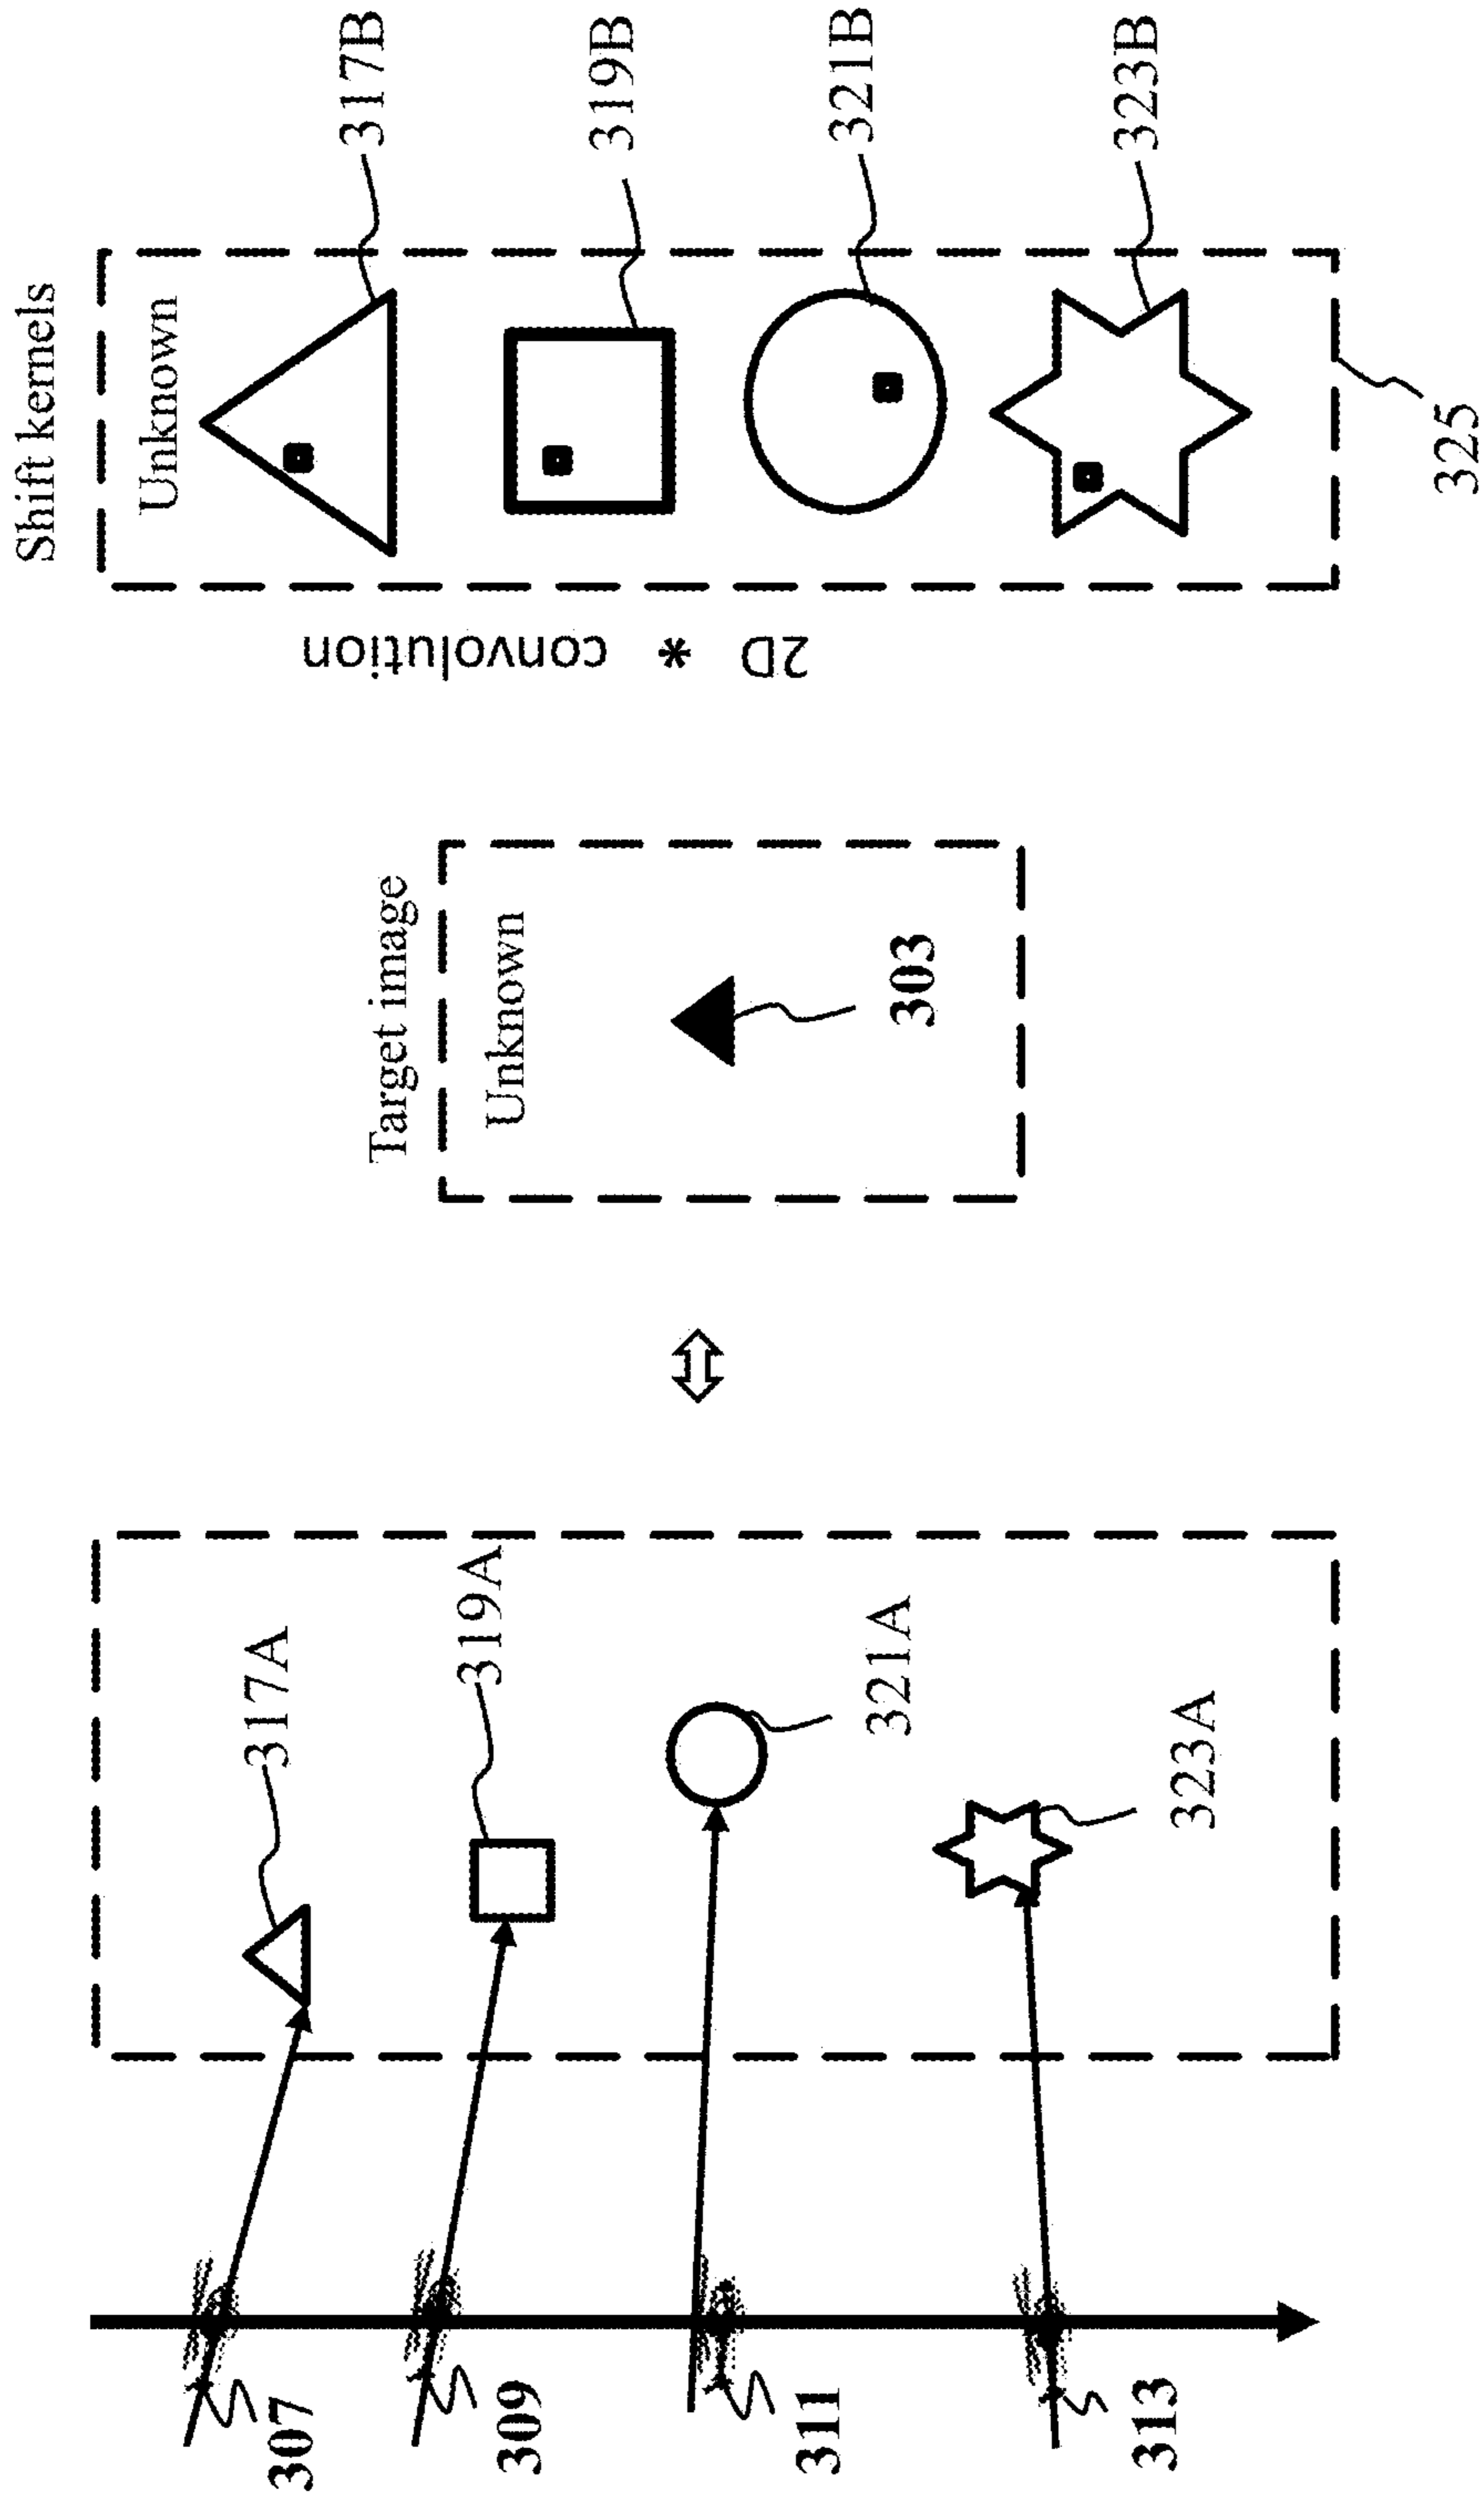 307
309
311
313
317A
319A
321A
323A
Target image
Unknown
303
2D * convolution
Shift kernels
Unknown
317B
319B
321B
323B
325